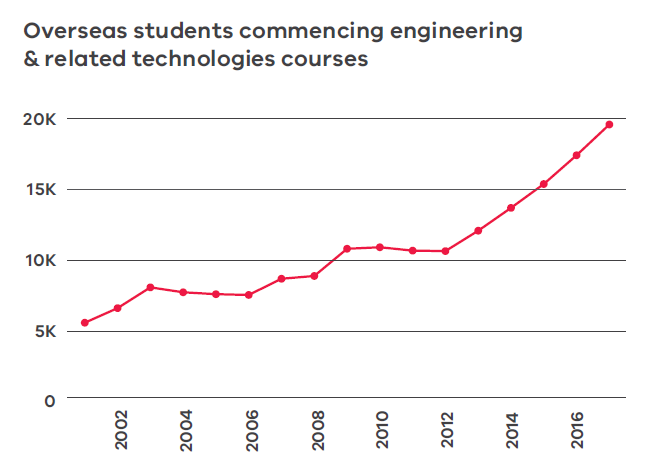 Overseas students commencing engineering
& related technologies courses
20K
15K
10K
5K
0
2002 2004 2006 2008 2010 2012 2014 2016